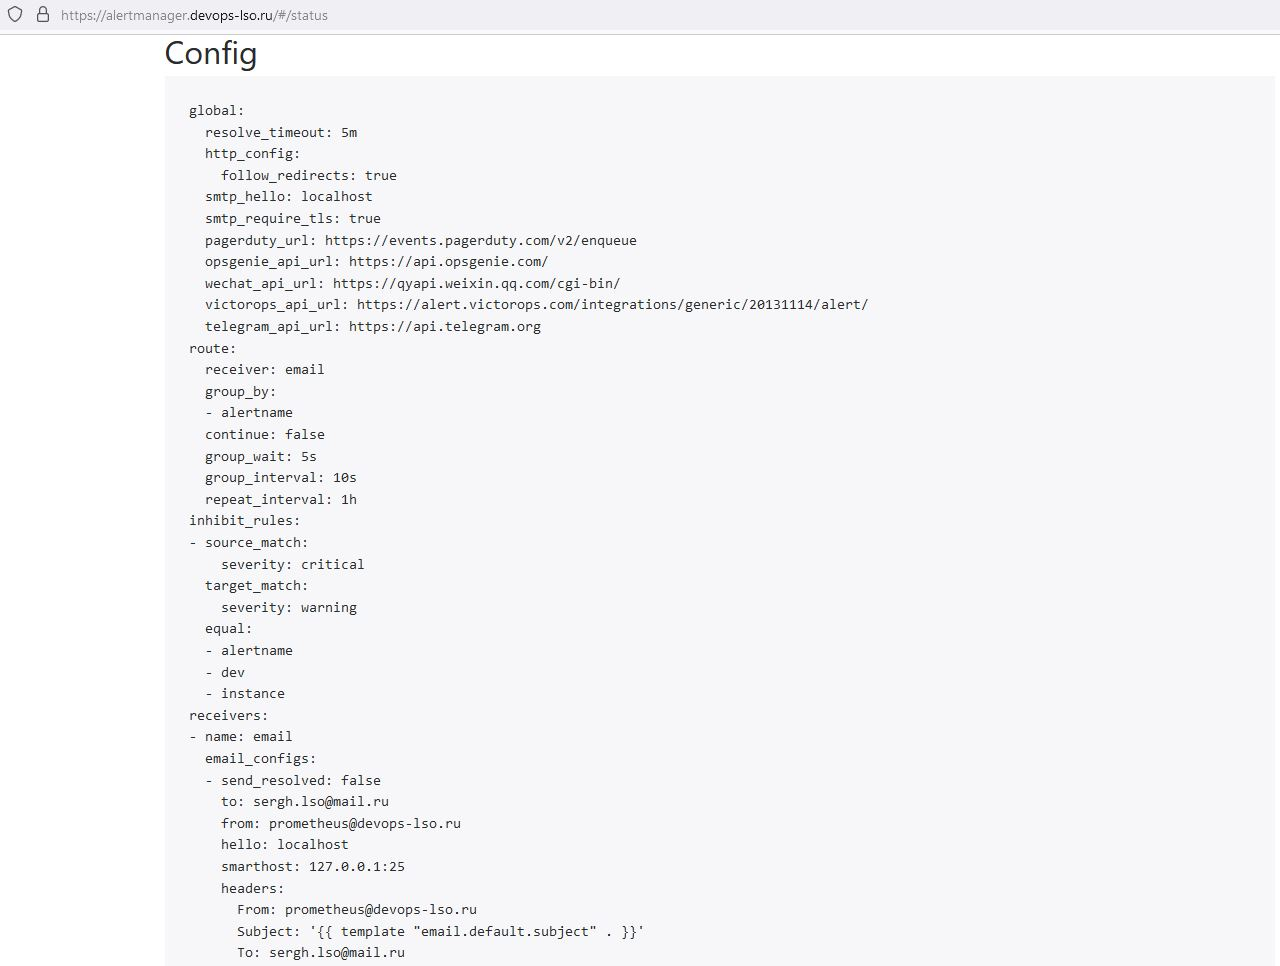 https://alertmanager.devops-lso.ru/#/status
Config
global:
  resolve_timeout: 5m
  http_config:
    follow_redirects: true
  smtp_hello: localhost
  smtp_require_tls: true
  pagerduty_url: https://events.pagerduty.com/v2/enqueue
  opsgenie_api_url: https://api.opsgenie.com/
  wechat_api_url: https://qyapi.weixin.qq.com/cgi-bin/
  victorops_api_url: https://alert.victorops.com/integrations/generic/20131114/alert/
  telegram_api_url: https://api.telegram.org
route:
  receiver: email
  group_by:
  - alertname
  continue: false
  group_wait: 5s
  group_interval: 10s
  repeat_interval: 1h
inhibit_rules:
- source_match:
    severity: critical
  target_match:
    severity: warning
  equal:
  - alertname
  - dev
  - instance
receivers:
- name: email
  email_configs:
  - send_resolved: false
    to: sergh.lso@mail.ru
    from: prometheus@devops-lso.ru
    hello: localhost
    smarthost: 127.0.0.1:25
    headers:
      From: prometheus@devops-lso.ru
      Subject: '{{ template "email.default.subject" . }}'
      To: sergh.lso@mail.ru